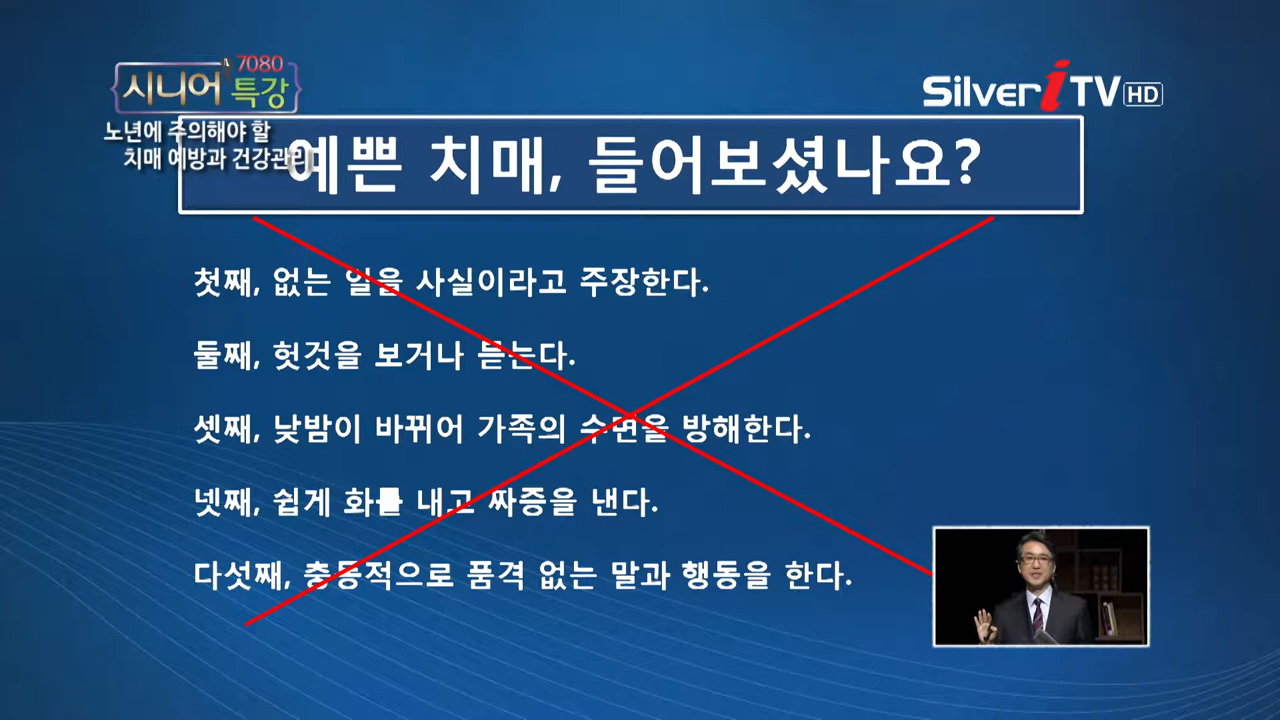 시니어 7080 특강
Silver i TV HD
노년에 주의해야 할
치매 예방과 건강관리
예쁜 치매, 들어보셨나요?
첫째, 없는 일을 사실이라고 주장한다.
둘째, 헛것을 보거나 듣는다.
셋째, 낮밤이 바뀌어 가족의 수면을 방해한다.
넷째, 쉽게 화를 내고 짜증을 낸다.
다섯째, 충동적으로 품격 없는 말과 행동을 한다.